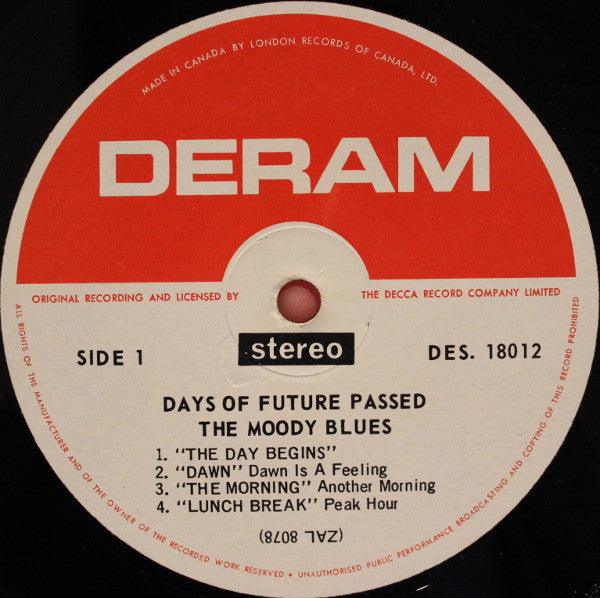 MADE IN CANADA BY LONDON RECORDS OF CANADA, LTD.
DERAM
ORIGINAL RECORDING AND LICENSED BY THE DECCA RECORD COMPANY LIMITED
SIDE 1
stereo
DES. 18012
DAYS OF FUTURE PASSED
THE MOODY BLUES
1. "THE DAY BEGINS"
2. "DAWN" Dawn Is A Feeling
3. "THE MORNING" Another Morning
4. "LUNCH BREAK" Peak Hour
(ZAL 8078)
ALL RIGHTS OF THE MANUFACTURER AND OF THE OWNER OF THE RECORDED WORK RESERVED • UNAUTHORISED PUBLIC PERFORMANCE BROADCASTING AND COPYING OF THIS RECORD PROHIBITED